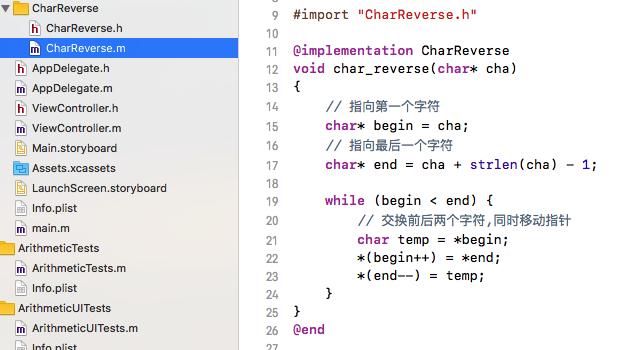 CharReverse
CharReverse.h
CharReverse.m
AppDelegate.h
AppDelegate.m
ViewController.h
ViewController.m
Main.storyboard
Assets.xcassets
LaunchScreen.storyboard
Info.plist
main.m
ArithmeticTests
ArithmeticTests.m
Info.plist
ArithmeticUITests
ArithmeticUITests.m
Info.plist
8
9 #import "CharReverse.h"
10
11 @implementation CharReverse
12 void char_reverse(char* cha)
13 {
14 // 指向第一个字符
15 char* begin = cha;
16 // 指向最后一个字符
17 char* end = cha + strlen(cha) - 1;
18
19 while (begin < end) {
20 // 交换前后两个字符,同时移动指针
21 char temp = *begin;
22 *(begin++) = *end;
23 *(end--) = temp;
24 }
25 }
26 @end
27